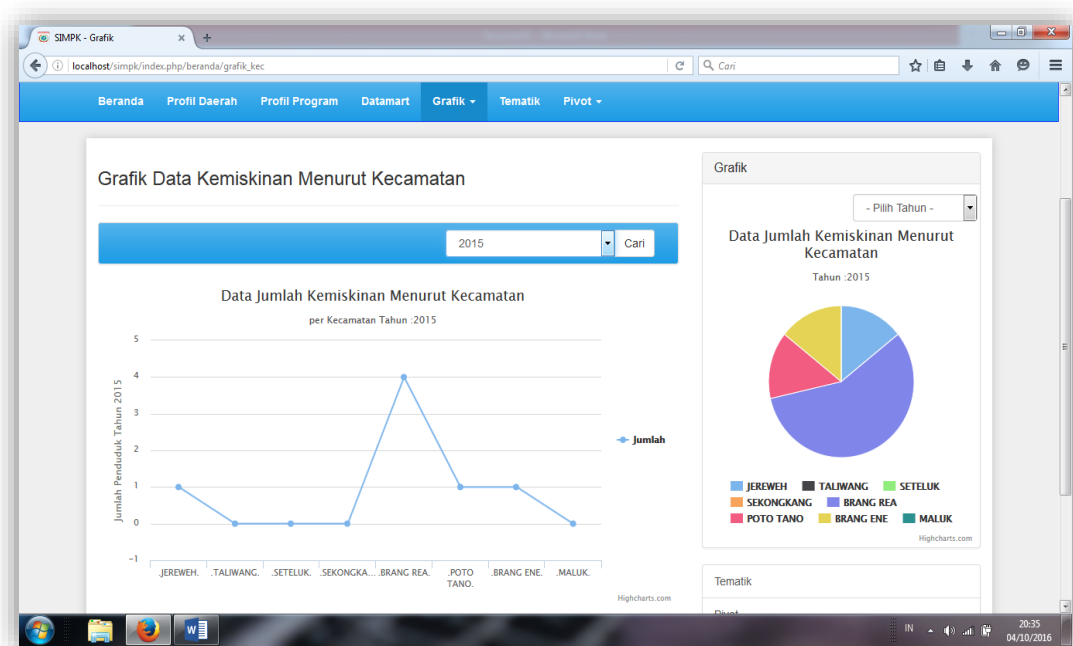 SIMPK - Grafik
localhost/simpk/index.php/beranda/grafik_kec
Cari
Beranda Profil Daerah Profil Program Datamart Grafik Tematik Pivot
Grafik Data Kemiskinan Menurut Kecamatan
2015 Cari
Data Jumlah Kemiskinan Menurut Kecamatan
per Kecamatan Tahun :2015
Jumlah Penduduk Tahun 2015
5
4
3
2
1
0
-1
.JEREWEH. .TALIWANG. .SETELUK. .SEKONGKA... .BRANG REA. .POTO TANO. .BRANG ENE. .MALUK.
Jumlah
Highcharts.com
Grafik
- Pilih Tahun -
Data Jumlah Kemiskinan Menurut
Kecamatan
Tahun :2015
JEREWEH TALIWANG SETELUK
SEKONGKANG BRANG REA
POTO TANO BRANG ENE MALUK
Highcharts.com
Tematik
Pivot
IN
20:35
04/10/2016